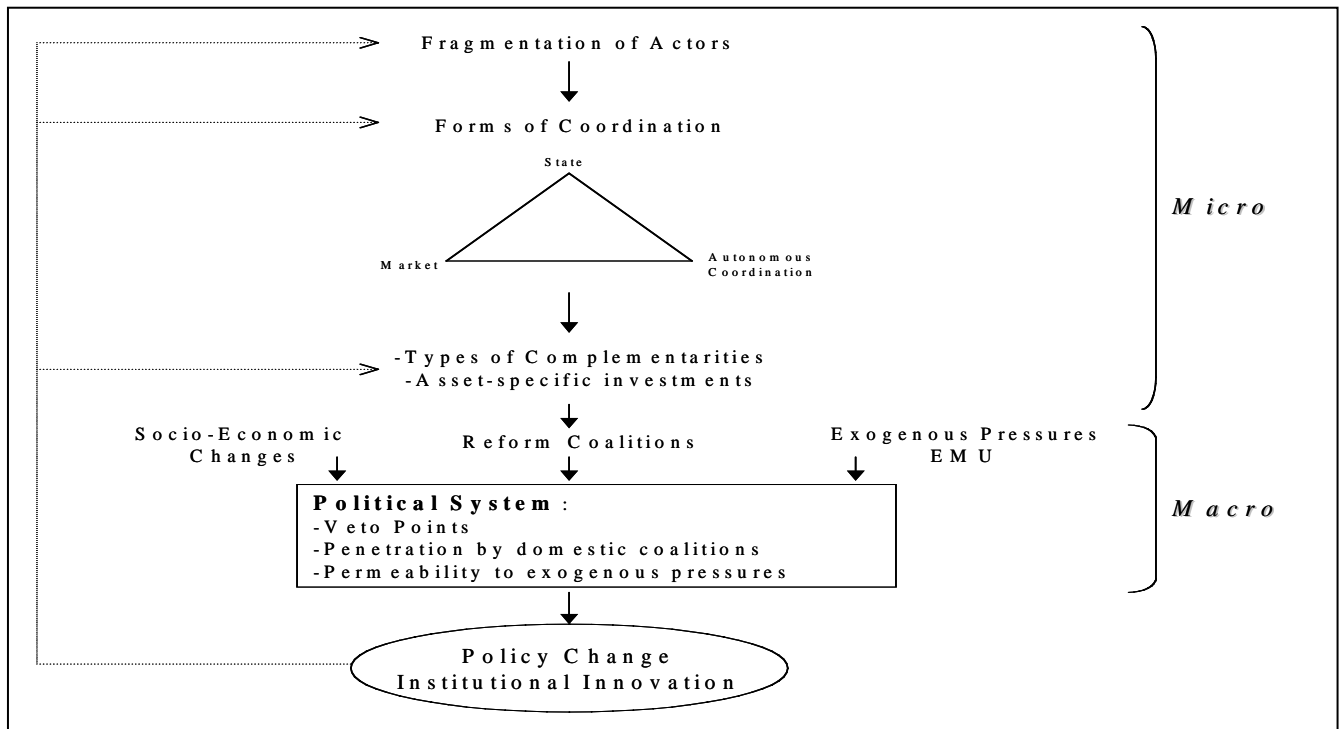 Fragmentation of Actors
Forms of Coordination
State
Micro
Market
Autonomous
Coordination
-Types of Complementarities
-Asset-specific investments
Socio-Economic
Changes
Reform Coalitions
Exogenous Pressures
EMU
Political System :
-Veto Points
-Penetration by domestic coalitions
-Permeability to exogenous pressures
Macro
Policy Change
Institutional Innovation